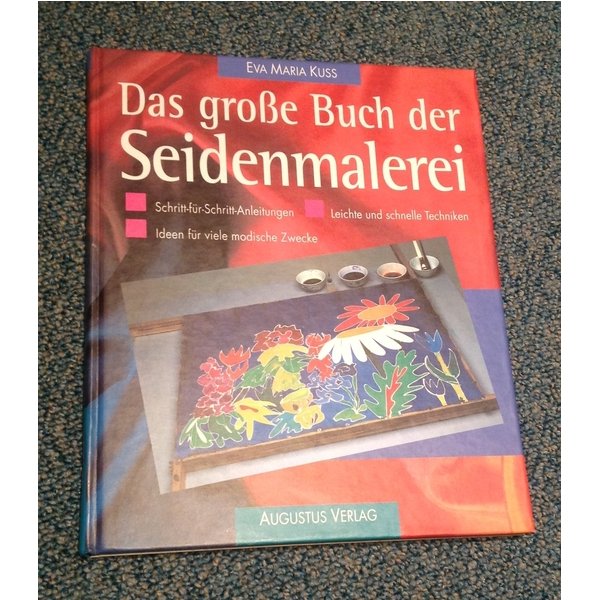 EVA MARIA KUSS
Das große Buch der
Seidenmalerei
Schritt-für-Schritt-Anleitungen
Leichte und schnelle Techniken
Ideen für viele modische Zwecke
AUGUSTUS VERLAG